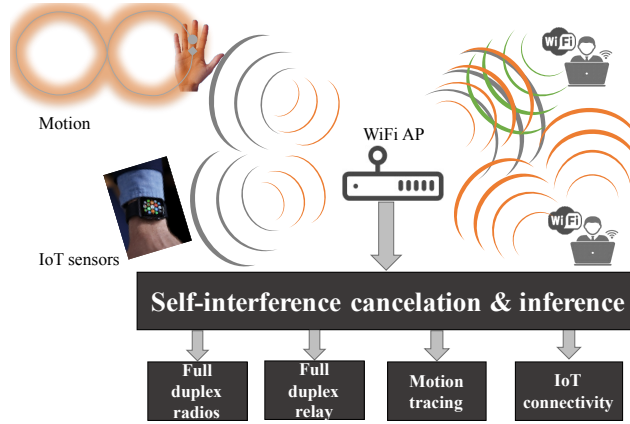 WiFi
Motion
WiFi AP
IoT sensors
WiFi
Self-interference cancelation & inference
Full
duplex
radios
Full
duplex
relay
Motion
tracing
IoT
connectivity